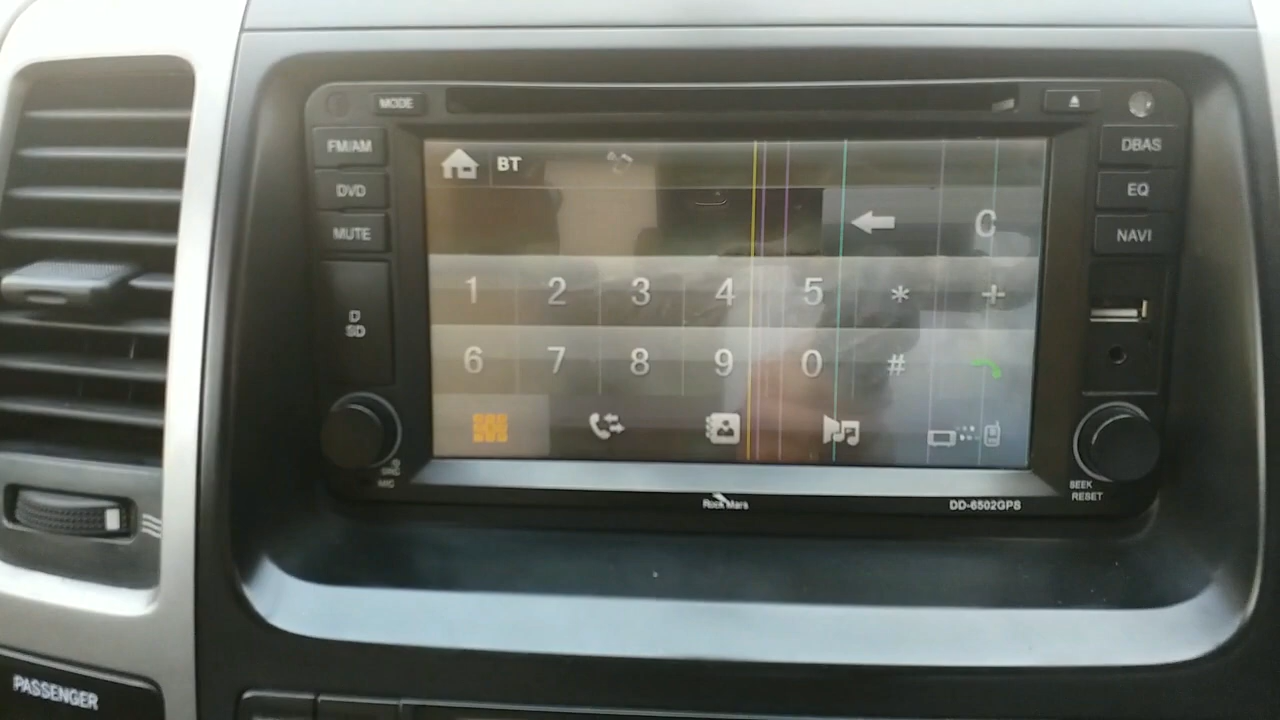 MODE
FM/AM
DVD
MUTE
SD
MIC
BT
C
1 2 3 4 5 * +
6 7 8 9 0 #
DBAS
EQ
NAVI
SEEK
RESET
Rock Mars
DD-6502GPS
PASSENGER